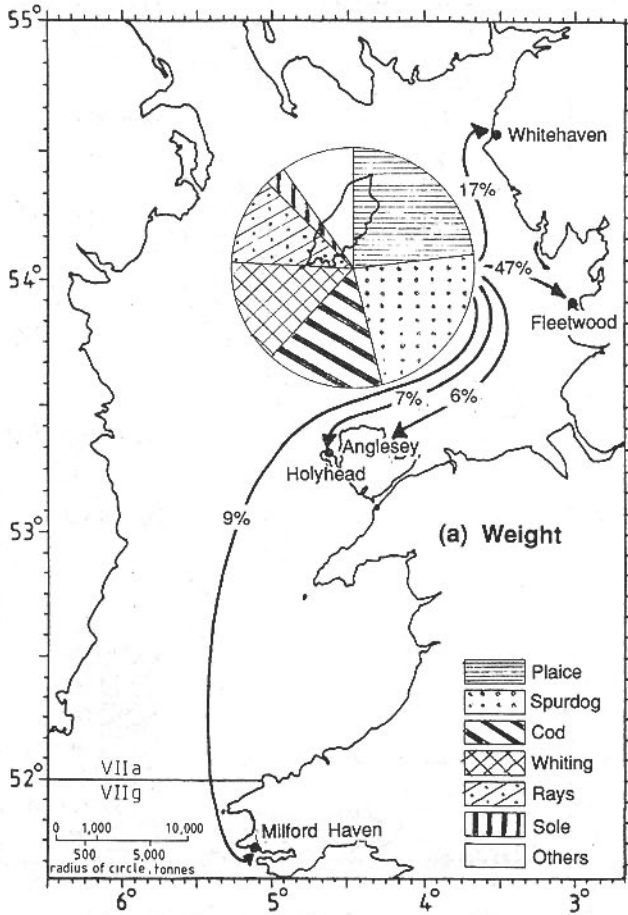 55°
Whitehaven
17%
54°
47%
Fleetwood
7%
6%
Anglesey
Holyhead
53°
9%
(a) Weight
Plaice
Spurdog
Cod
Whiting
52°
VIIa
VIIg
Rays
0 1,000 10,000
500 5,000
radius of circle, tonnes
Milford Haven
Sole
Others
6° 5° 4° 3°